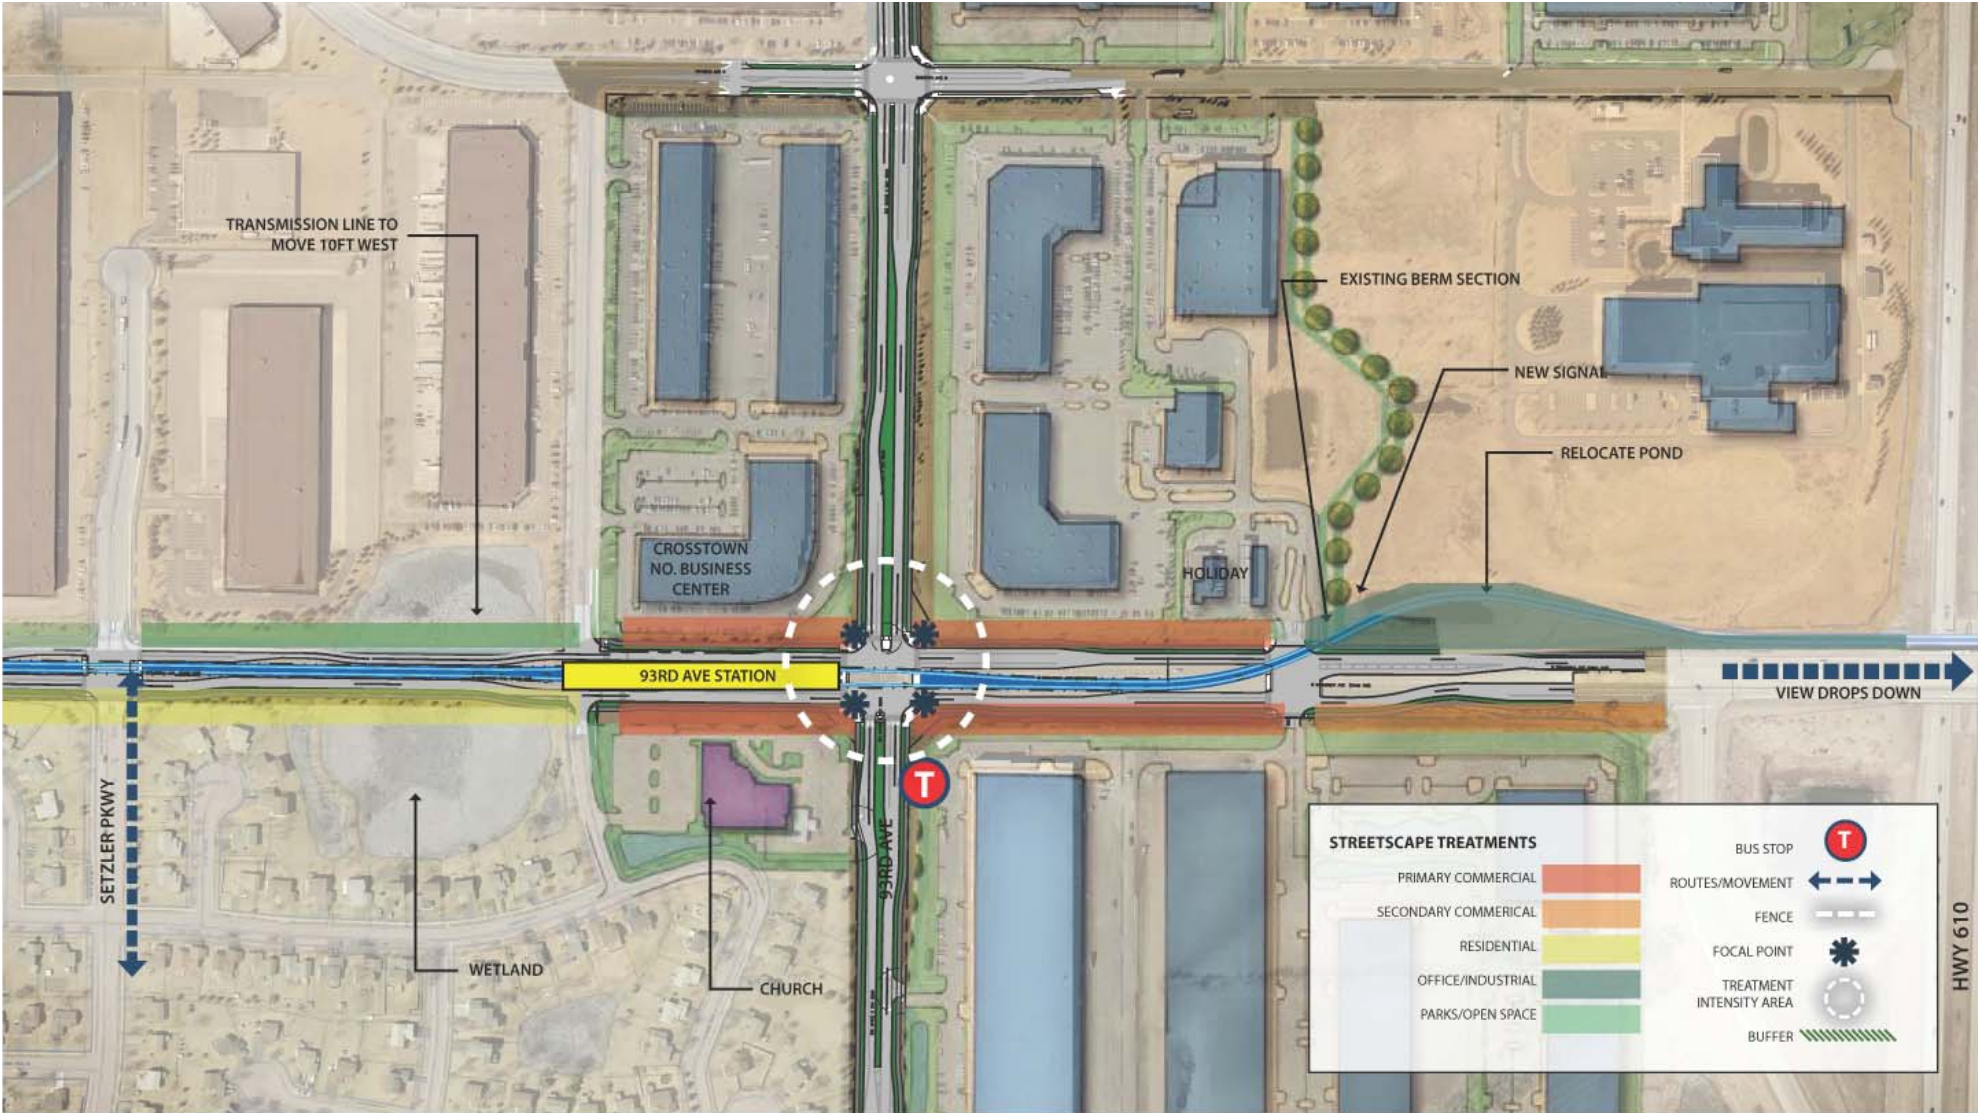 TRANSMISSION LINE TO
MOVE 10FT WEST
EXISTING BERM SECTION
NEW SIGNAL
RELOCATE POND
CROSSTOWN
NO. BUSINESS
CENTER
HOLIDAY
93RD AVE STATION
VIEW DROPS DOWN
SETZLER PKWY
T
93RD AVE
WETLAND
CHURCH
HWY 610
STREETSCAPE TREATMENTS
PRIMARY COMMERCIAL
SECONDARY COMMERICAL
RESIDENTIAL
OFFICE/INDUSTRIAL
PARKS/OPEN SPACE
BUS STOP
T
ROUTES/MOVEMENT
FENCE
FOCAL POINT
TREATMENT
INTENSITY AREA
BUFFER